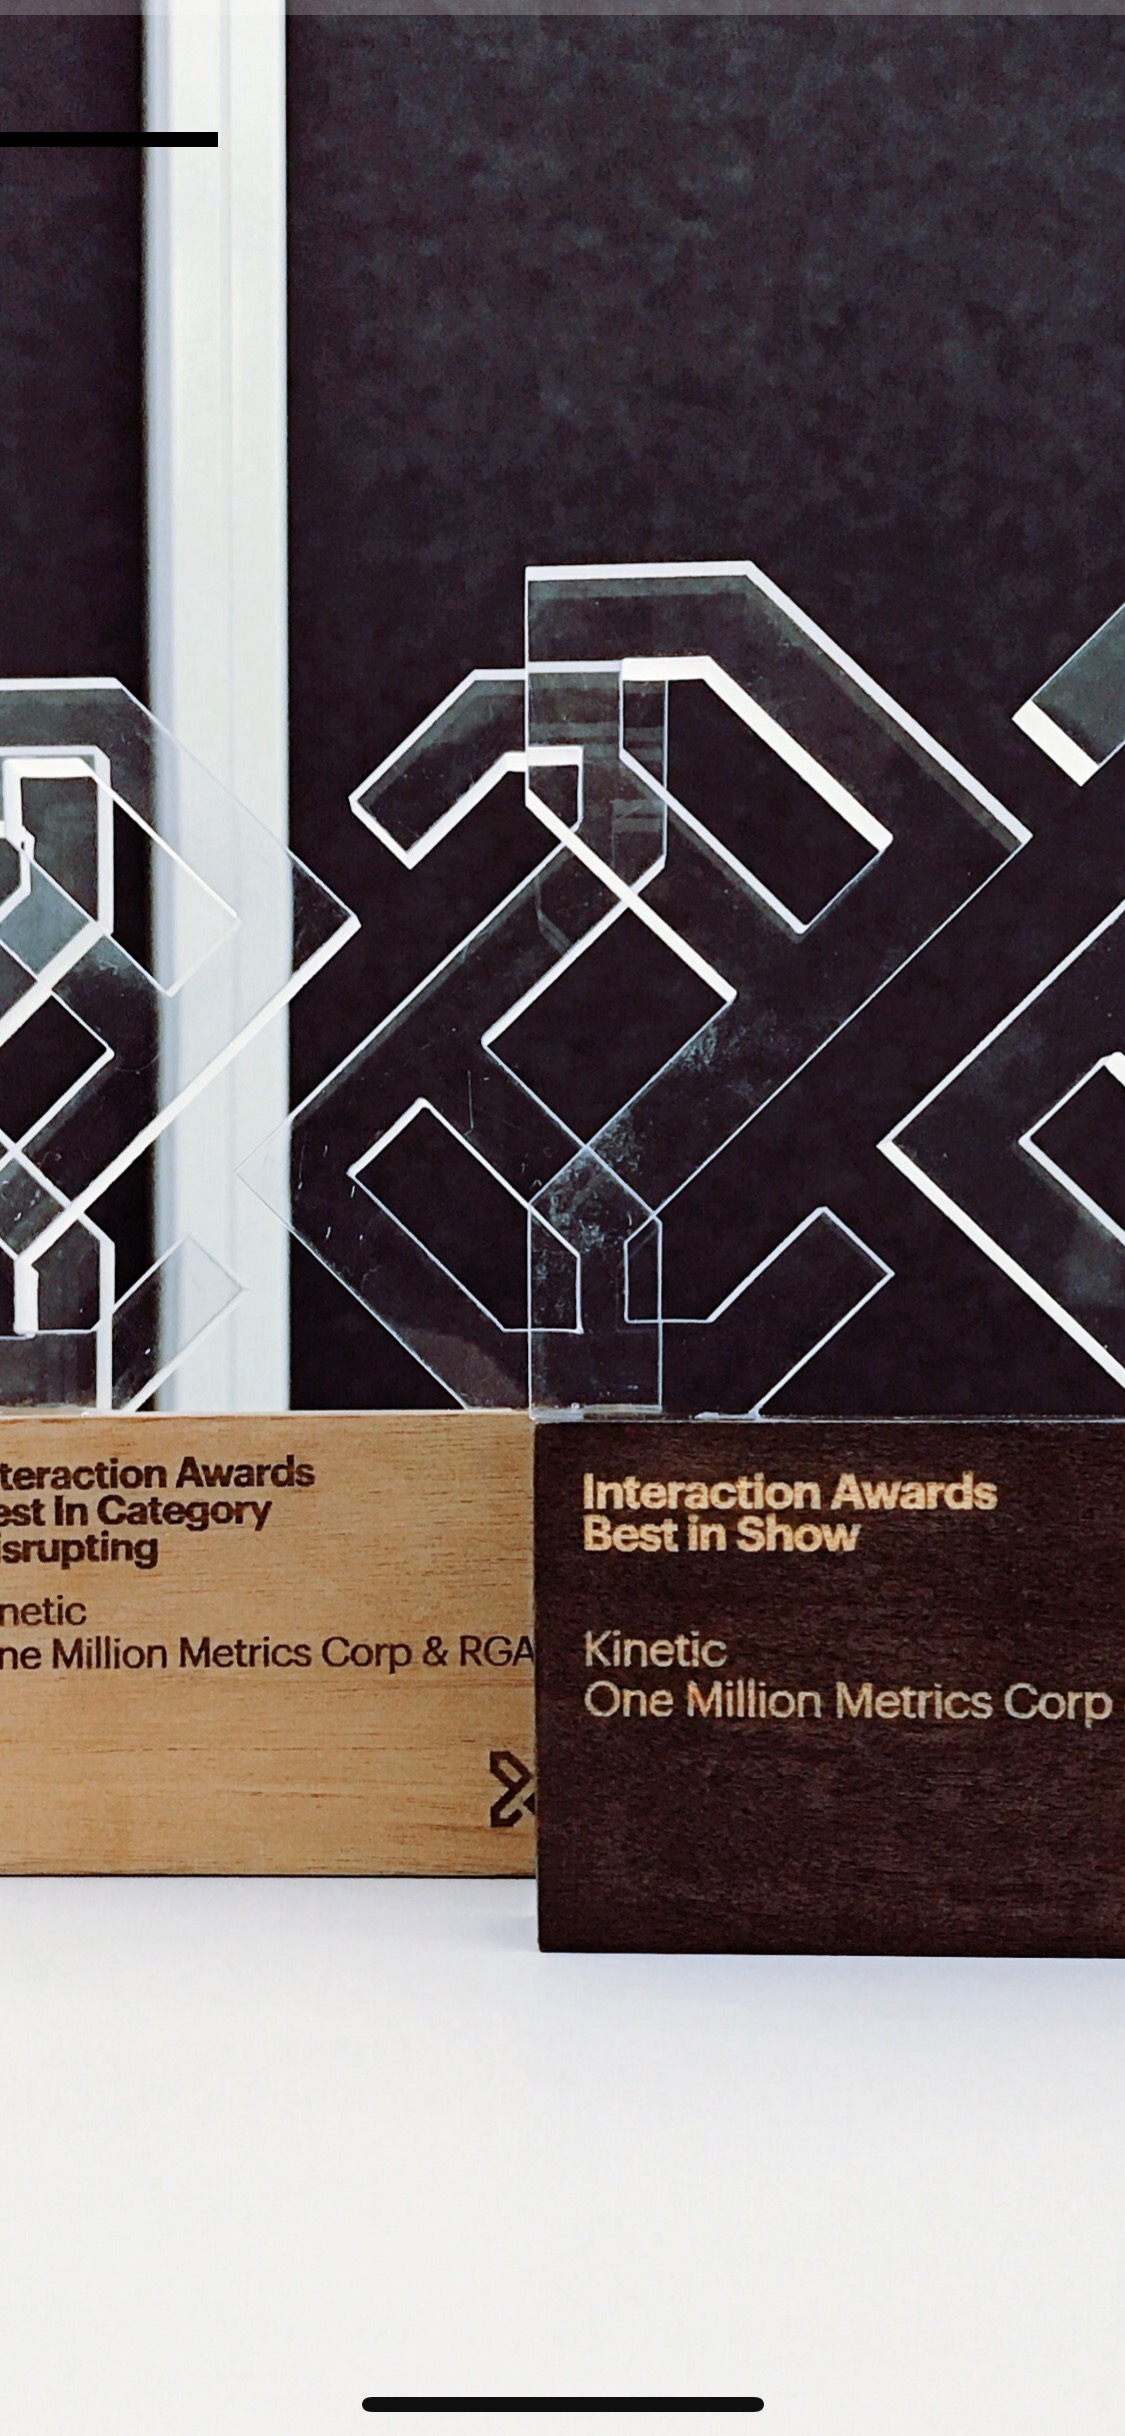 teraction Awards
est In Category
isrupting
netic
ne Million Metrics Corp & RGA
Interaction Awards
Best in Show
Kinetic
One Million Metrics Corp